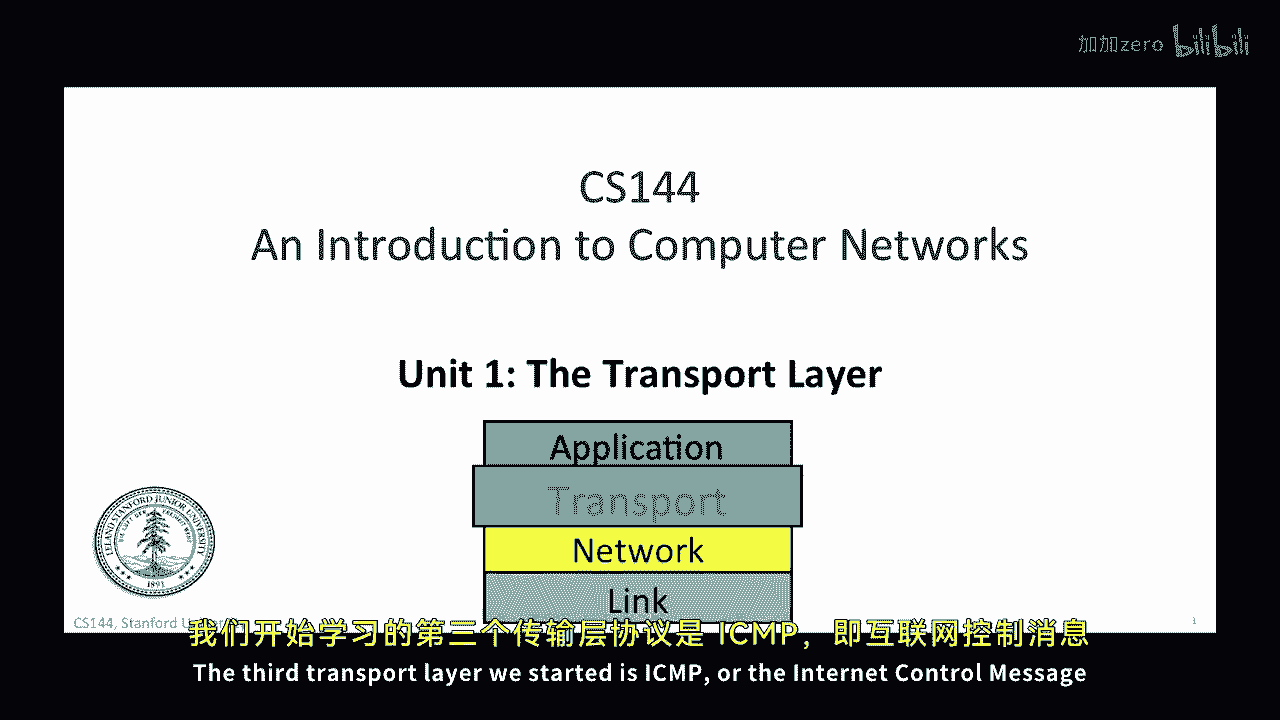 加加zero bilibili
CS144
An Introduction to Computer Networks
Unit 1: The Transport Layer
Application
Transport
Network
Link
CS144, Stanford
1
我们开始学习的第三个传输层协议是 ICMP，即互联网控制消息
The third transport layer we started is ICMP, or the Internet Control Message